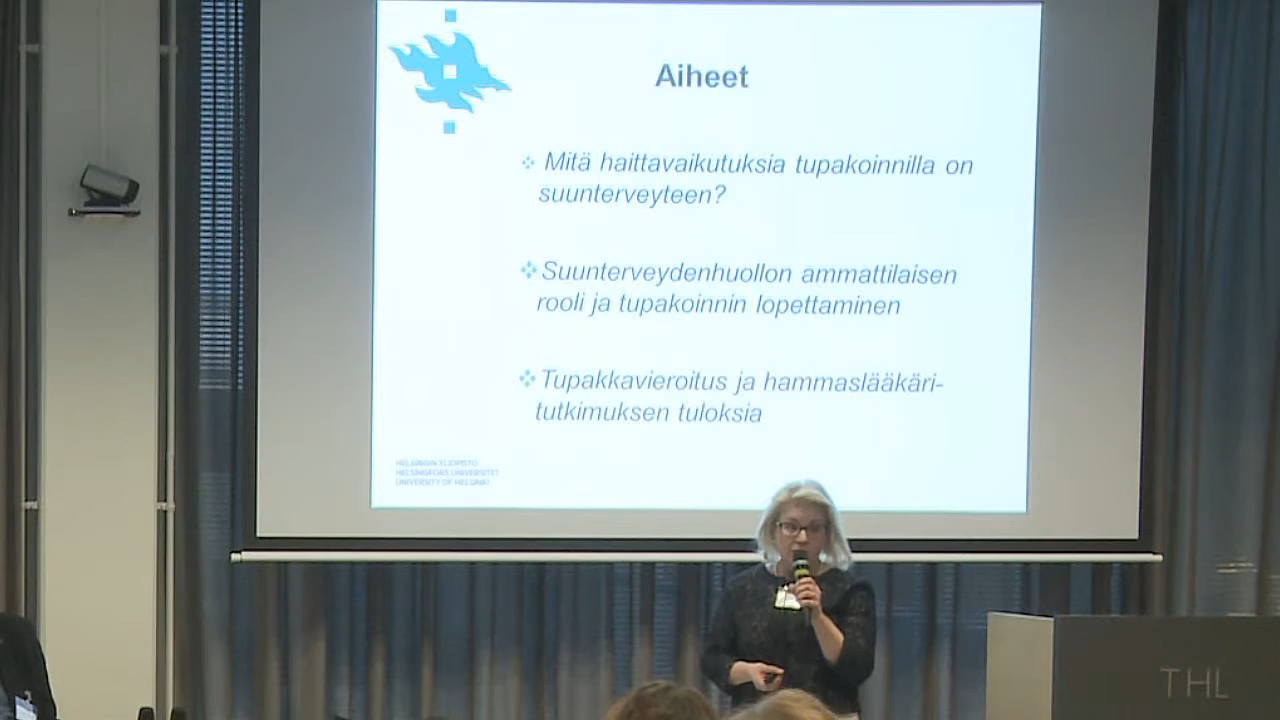 Aiheet
Mitä haittavaikutuksia tupakoinnilla on
suunterveyteen?
Suunterveydenhuollon ammattilaisen
rooli ja tupakoinnin lopettaminen
Tupakkavieroitus ja hammaslääkäri-
tutkimuksen tuloksia
HELSINGIN YLIOPISTO
HELSINGFORS UNIVERSITET
UNIVERSITY OF HELSINKI
THL